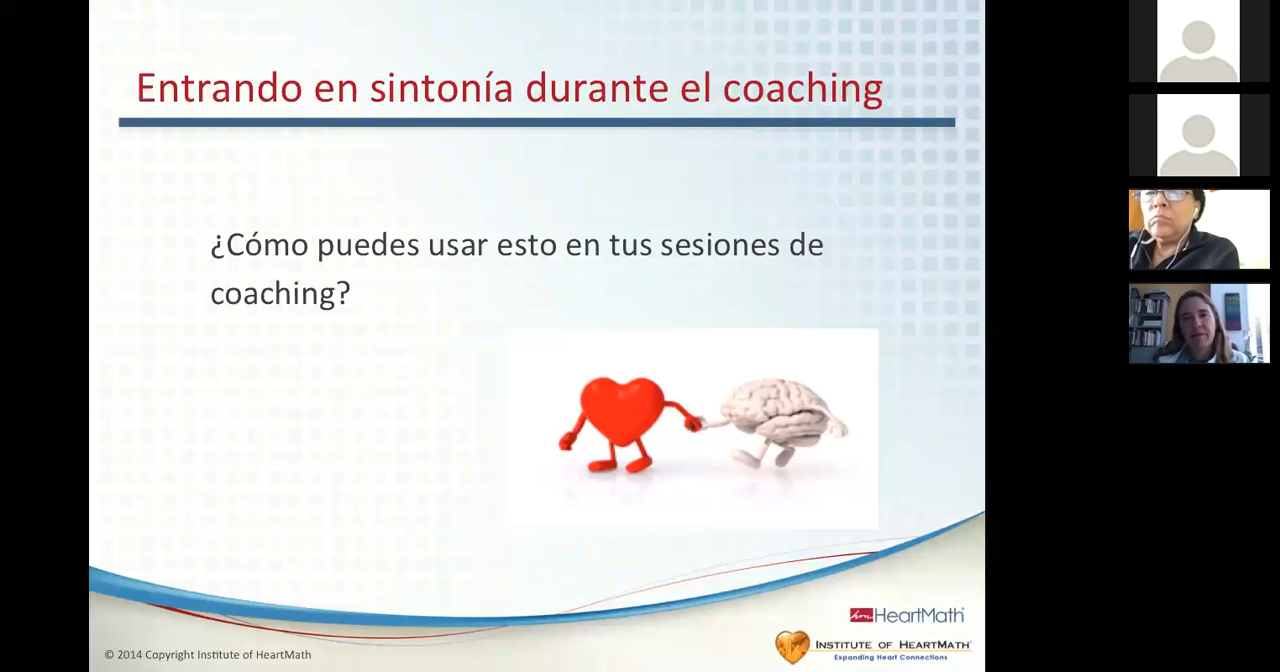 Entrando en sintonía durante el coaching
¿Cómo puedes usar esto en tus sesiones de
coaching?
HeartMath®
INSTITUTE OF HEARTMATH®
Expanding Heart Connections
© 2014 Copyright Institute of HeartMath